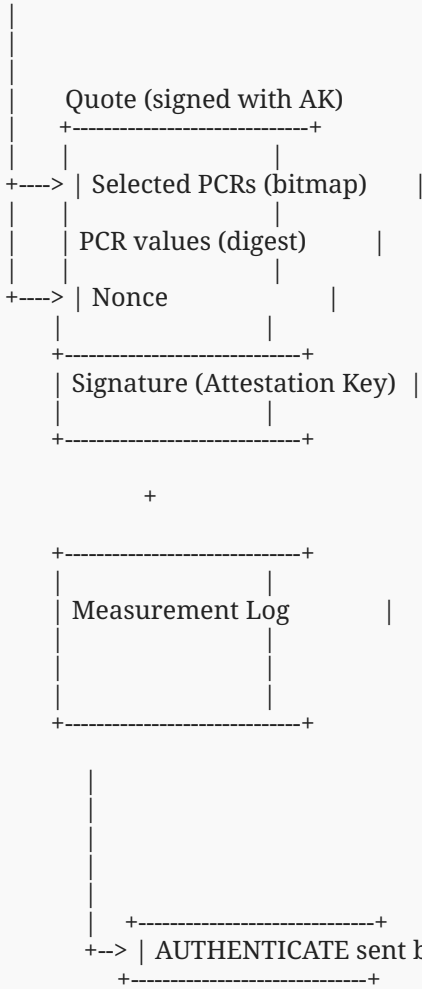 |
|
|
|     Quote (signed with AK)
|    +-----------------------------+
|    |                          |
+----> | Selected PCRs (bitmap)      |
|    |                          |
|    | PCR values (digest)         |
|    |                          |
+----> | Nonce                    |
     |                          |
     +-----------------------------+
     | Signature (Attestation Key)  |
     |                          |
     +-----------------------------+
               +
     +-----------------------------+
     |                          |
     | Measurement Log            |
     |                          |
     |                          |
     |                          |
     +-----------------------------+
         |
         |
         |
         |
         |
         |    +-----------------------------+
         +--> | AUTHENTICATE sent
              +-----------------------------+